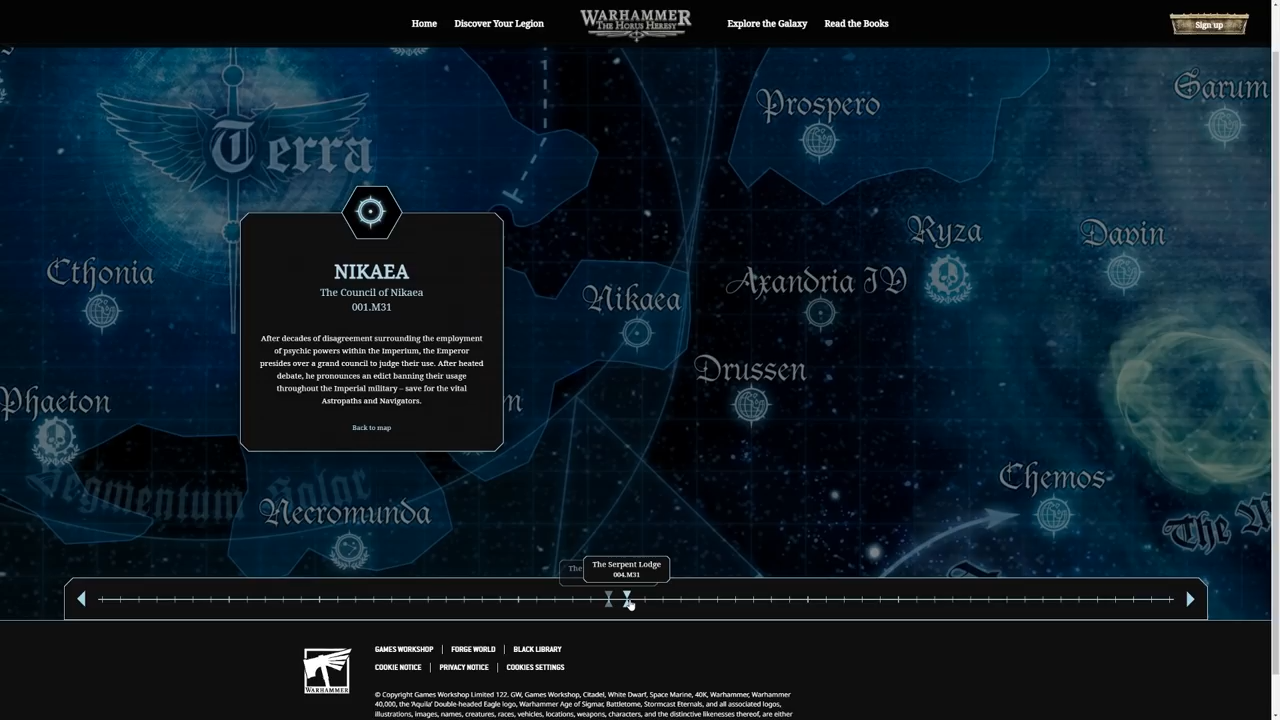 Home
Discover Your Legion
WARHAMMER
THE HORUS HERESY
Explore the Galaxy
Read the Books
Sign up
Terra
Prospero
Sarum
Cthonia
Nikaea
Axandria IV
Ryza
Davin
Drussen
Phaeton
Chemos
Segmentum Solar
Necromunda
The
NIKAEA
The Council of Nikaea
001.M31
After decades of disagreement surrounding the employment
of psychic powers within the Imperium, the Emperor
presides over a grand council to judge their use. After heated
debate, he pronounces an edict banning their usage
throughout the Imperial military – save for the vital
Astropaths and Navigators.
Back to map
The
The Serpent Lodge
004.M31
WARHAMMER
GAMES WORKSHOP
FORGE WORLD
BLACK LIBRARY
COOKIE NOTICE
PRIVACY NOTICE
COOKIES SETTINGS
© Copyright Games Workshop Limited 122. GW, Games Workshop, Citadel, White Dwarf, Space Marine, 40K, Warhammer, Warhammer
40,000, the 'Aquila' Double-headed Eagle logo, Warhammer Age of Sigmar, Battletome, Stormcast Eternals, and all associated logos,
illustrations, images, names, creatures, races, vehicles, locations, weapons, characters, and the distinctive likenesses thereof, are either